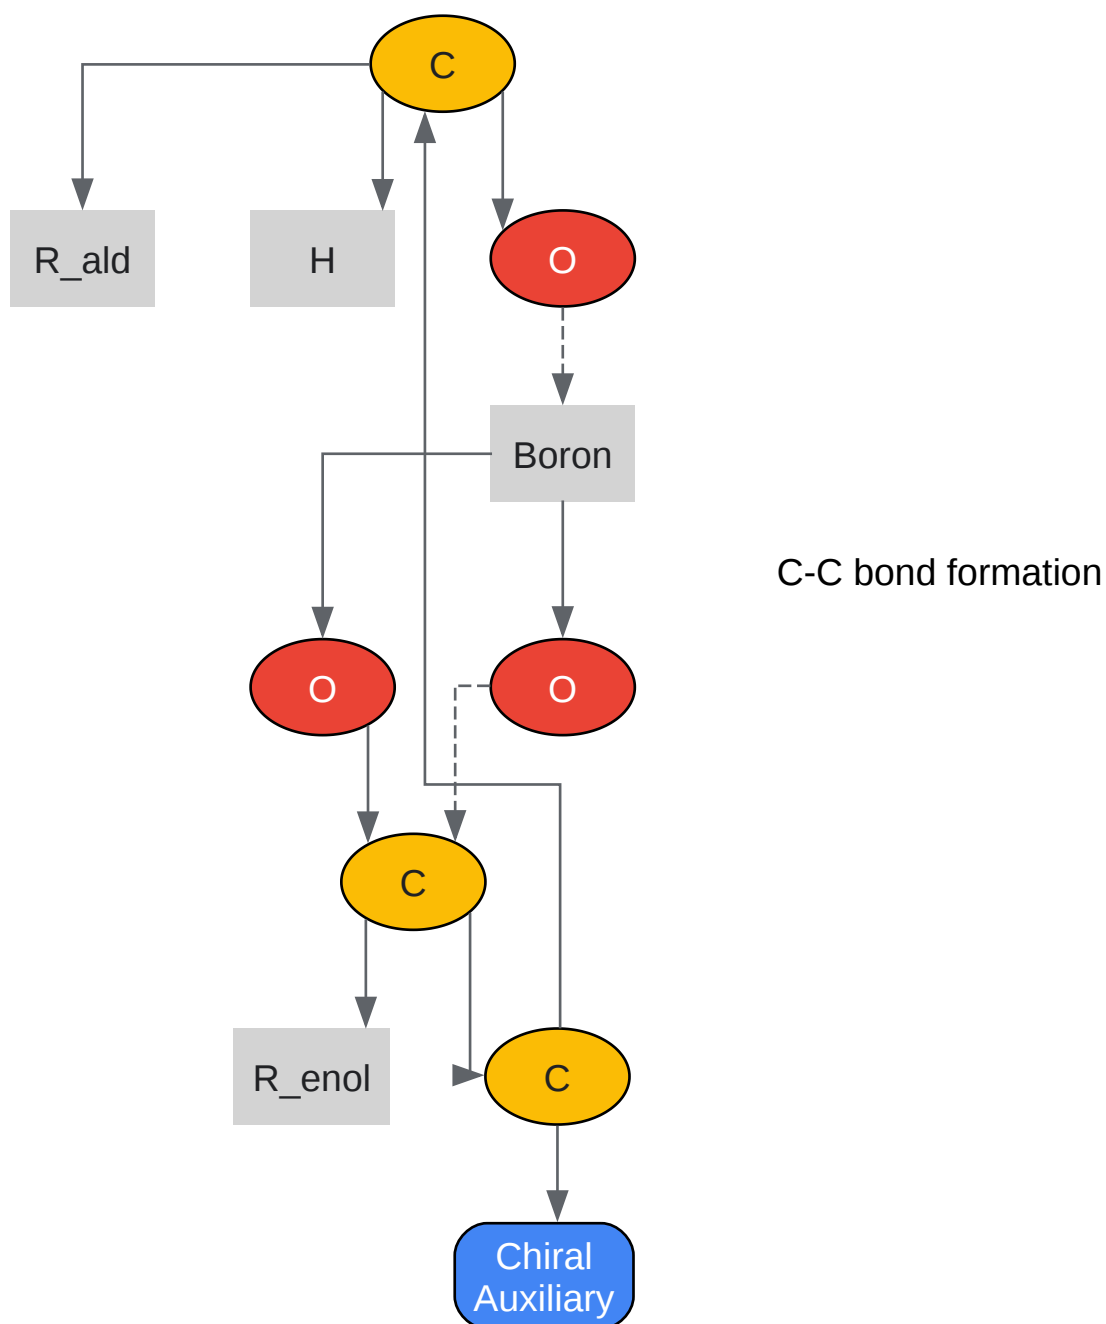 C
R_ald
H
O
Boron
C-C bond formation
O
O
C
R_enol
C
Chiral
Auxiliary